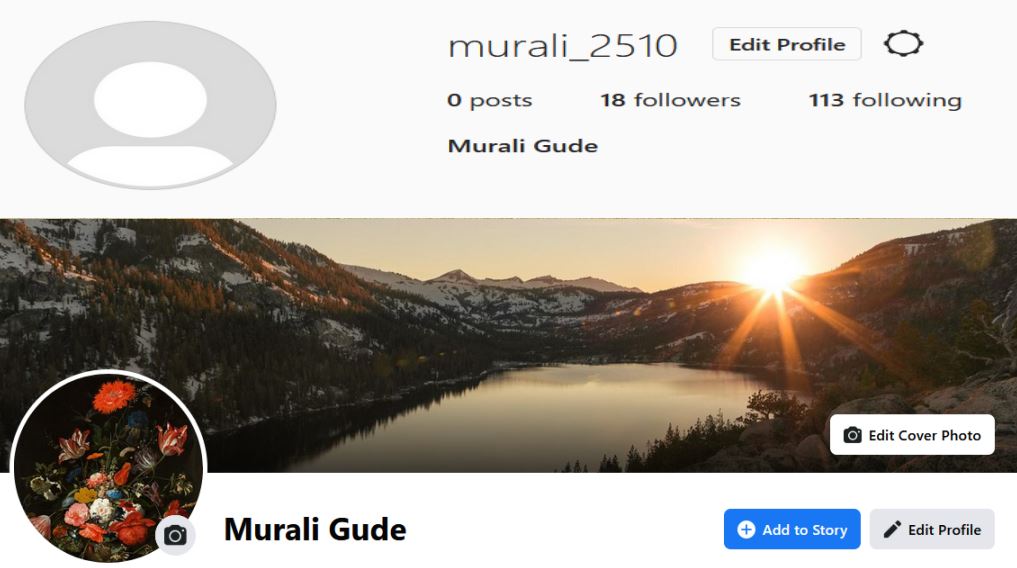 murali_2510 Edit Profile
0 posts 18 followers 113 following
Murali Gude
Edit Cover Photo
Murali Gude Add to Story Edit Profile